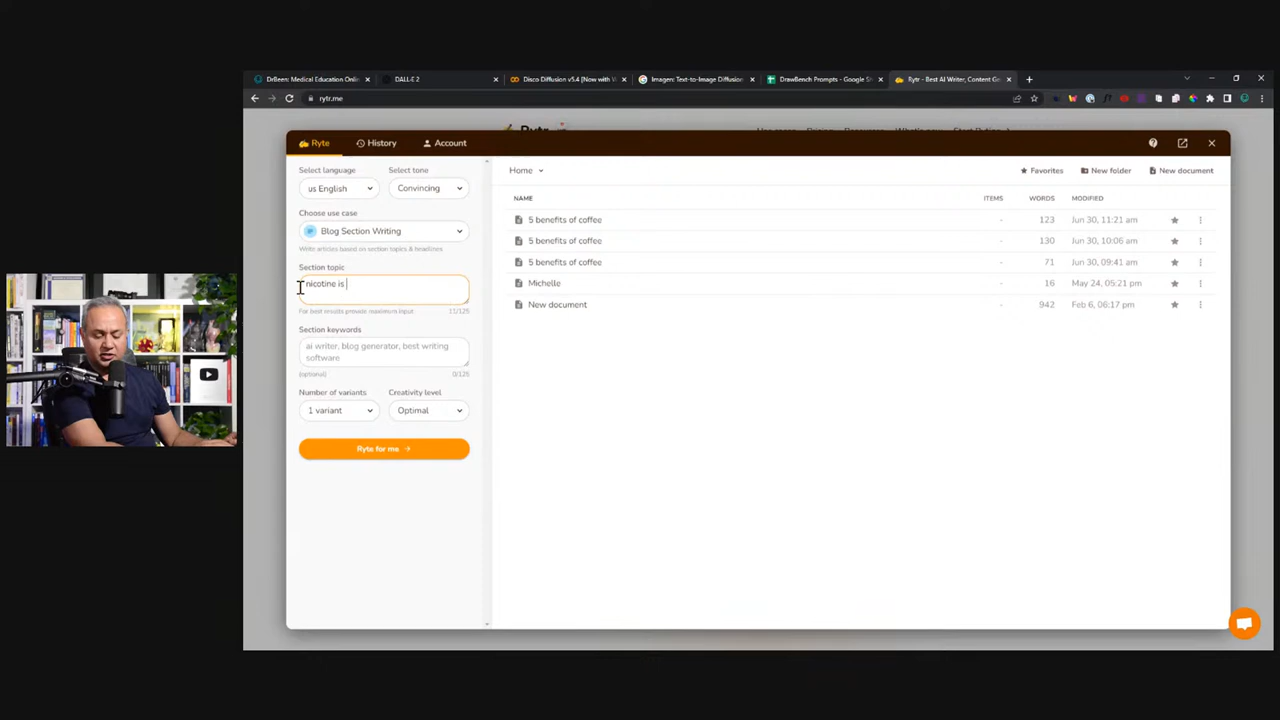 DrBeen: Medical Education Onli
DALL-E 2
Disco Diffusion v5.4 [Now with V
Imagen: Text-to-Image Diffusion
DrawBench Prompts - Google Sh
Rytr - Best AI Writer, Content Ge
rytr.me
Rytr
Ryte
History
Account
Select language
Select tone
us English
Convincing
Choose use case
Blog Section Writing
Write articles based on section topics & headlines
Section topic
nicotine is
For best results provide maximum input
11/125
Section keywords
ai writer, blog generator, best writing
software
(optional)
0/125
Number of variants
Creativity level
1 variant
Optimal
Ryte for me →
Home
Favorites
New folder
New document
NAME
ITEMS
WORDS
MODIFIED
5 benefits of coffee - 123 Jun 30, 11:21 am
5 benefits of coffee - 130 Jun 30, 10:06 am
5 benefits of coffee - 71 Jun 30, 09:41 am
Michelle - 16 May 24, 05:21 pm
New document - 942 Feb 6, 06:17 pm